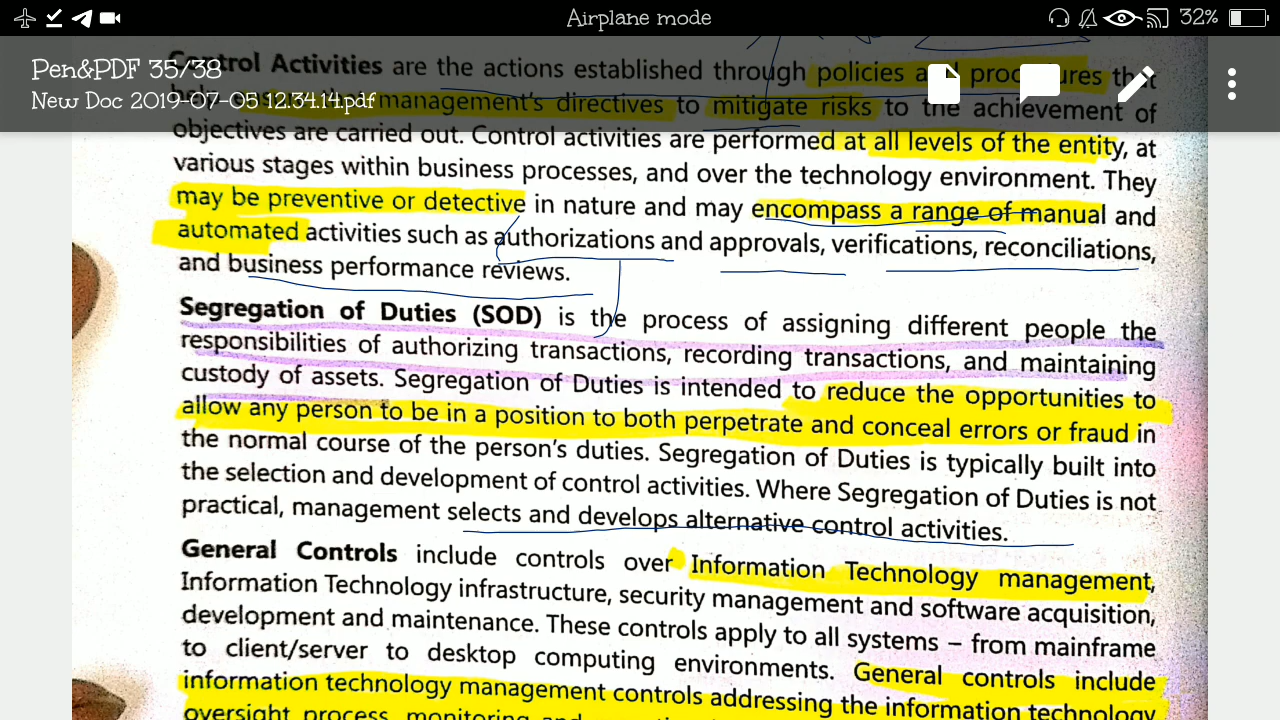 Airplane mode
32%
Pen&PDF 35/38
New Doc 2019-07-05 12.34.14.pdf
Control Activities are the actions established through policies and procedures that
management's directives to mitigate risks to the achievement of
objectives are carried out. Control activities are performed at all levels of the entity, at
various stages within business processes, and over the technology environment. They
may be preventive or detective in nature and may encompass a range of manual and
automated activities such as authorizations and approvals, verifications, reconciliations,
and business performance reviews.
Segregation of Duties (SOD) is the process of assigning different people the
responsibilities of authorizing transactions, recording transactions, and maintaining
custody of assets. Segregation of Duties is intended to reduce the opportunities to
allow any person to be in a position to both perpetrate and conceal errors or fraud in
the normal course of the person's duties. Segregation of Duties is typically built into
the selection and development of control activities. Where Segregation of Duties is not
practical, management selects and develops alternative control activities.
General Controls include controls over Information Technology management,
Information Technology infrastructure, security management and software acquisition,
development and maintenance. These controls apply to all systems – from mainframe
to client/server to desktop computing environments. General controls include
information technology management controls addressing the information technology
oversight process, monitoring and